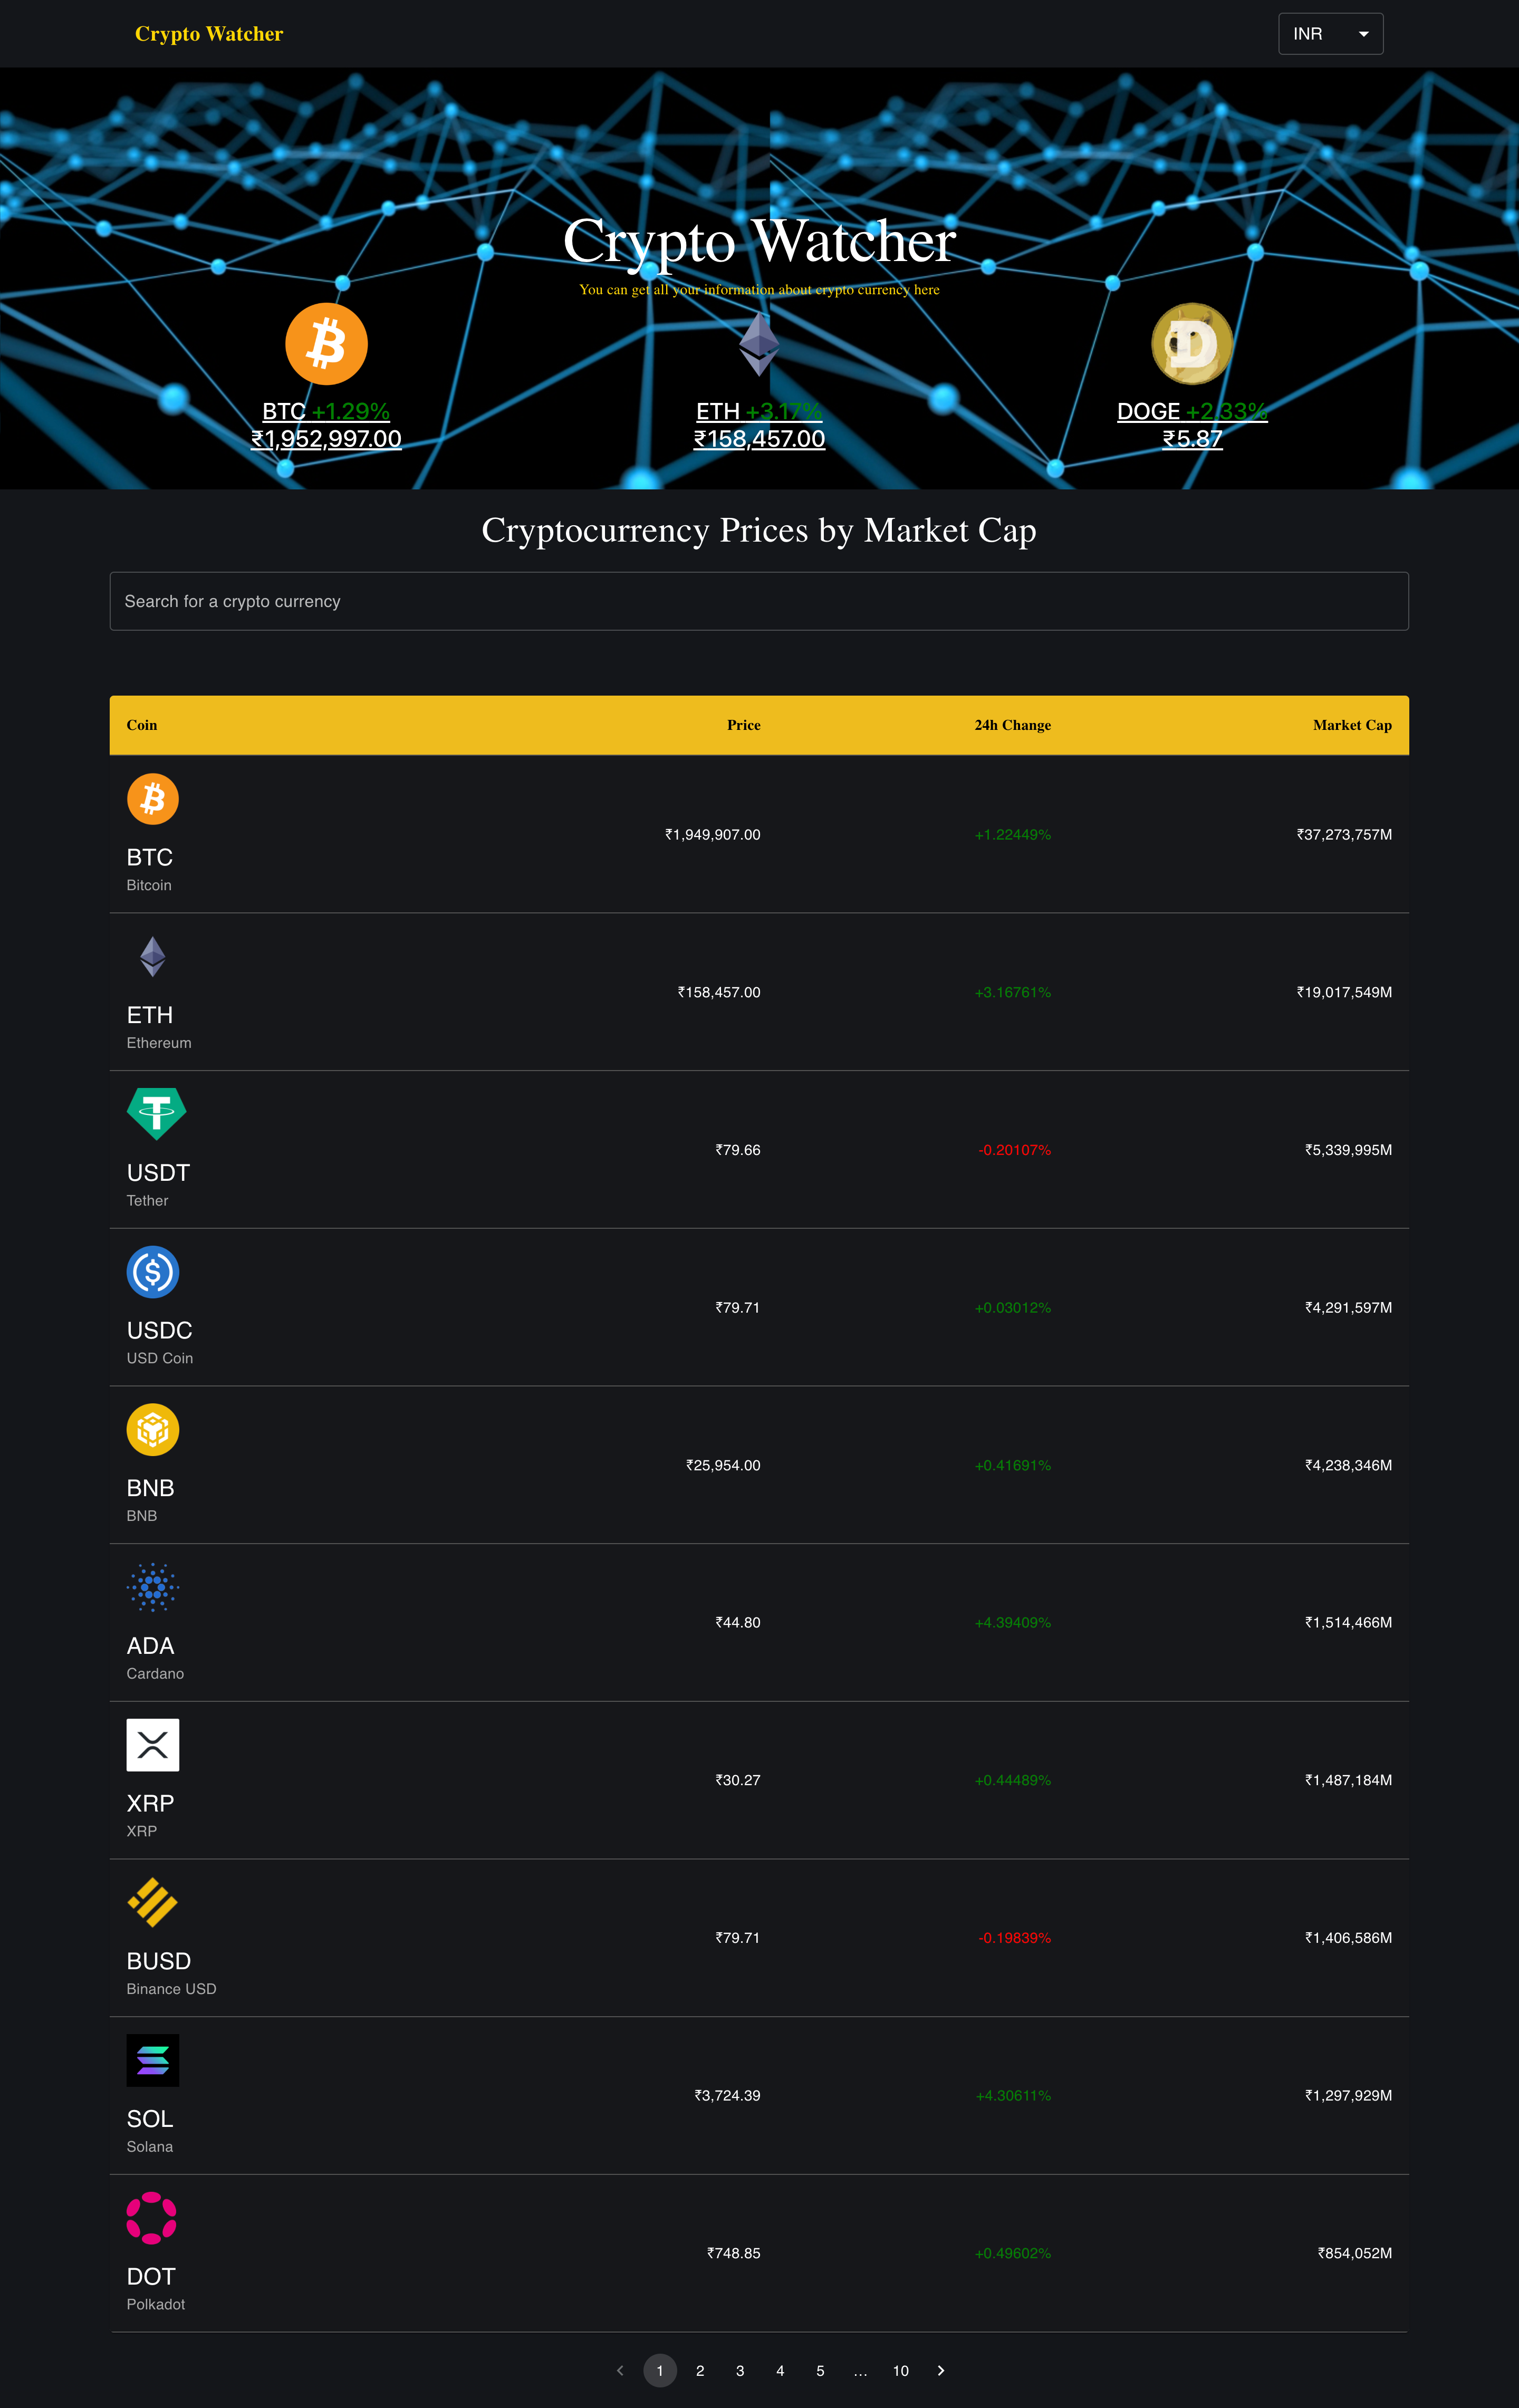 Crypto Watcher
INR
Crypto Watcher
You can get all your information about crypto currency here
BTC +1.29%
₹1,952,997.00
ETH +3.17%
₹158,457.00
DOGE +2.33%
₹5.87
Cryptocurrency Prices by Market Cap
Search for a crypto currency
Coin Price 24h Change Market Cap
BTC
Bitcoin
₹1,949,907.00 +1.22449% ₹37,273,757M
ETH
Ethereum
₹158,457.00 +3.16761% ₹19,017,549M
USDT
Tether
₹79.66 -0.20107% ₹5,339,995M
USDC
USD Coin
₹79.71 +0.03012% ₹4,291,597M
BNB
BNB
₹25,954.00 +0.41691% ₹4,238,346M
ADA
Cardano
₹44.80 +4.39409% ₹1,514,466M
XRP
XRP
₹30.27 +0.44489% ₹1,487,184M
BUSD
Binance USD
₹79.71 -0.19839% ₹1,406,586M
SOL
Solana
₹3,724.39 +4.30611% ₹1,297,929M
DOT
Polkadot
₹748.85 +0.49602% ₹854,052M
1 2 3 4 5 … 10